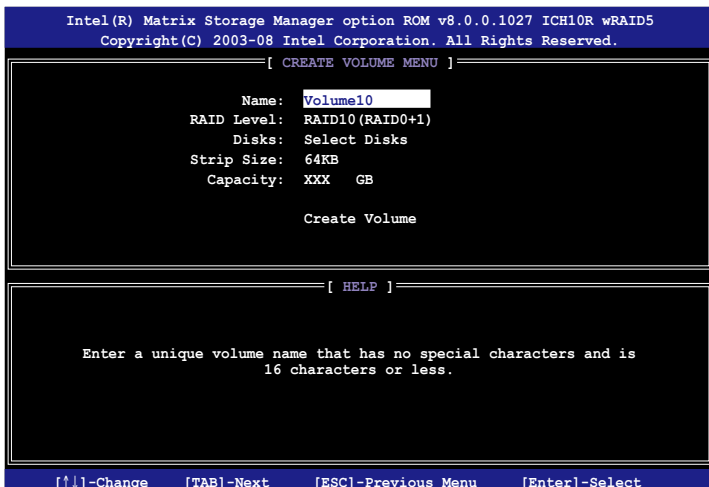 Intel(R) Matrix Storage Manager option ROM v8.0.0.1027 ICH10R wRAID5
Copyright(C) 2003-08 Intel Corporation. All Rights Reserved.
[ CREATE VOLUME MENU ]
Name: Volume10
RAID Level: RAID10(RAID0+1)
Disks: Select Disks
Strip Size: 64KB
Capacity: XXX GB
Create Volume
[ HELP ]
Enter a unique volume name that has no special characters and is
16 characters or less.
[↑↓]-Change [TAB]-Next [ESC]-Previous Menu [Enter]-Select